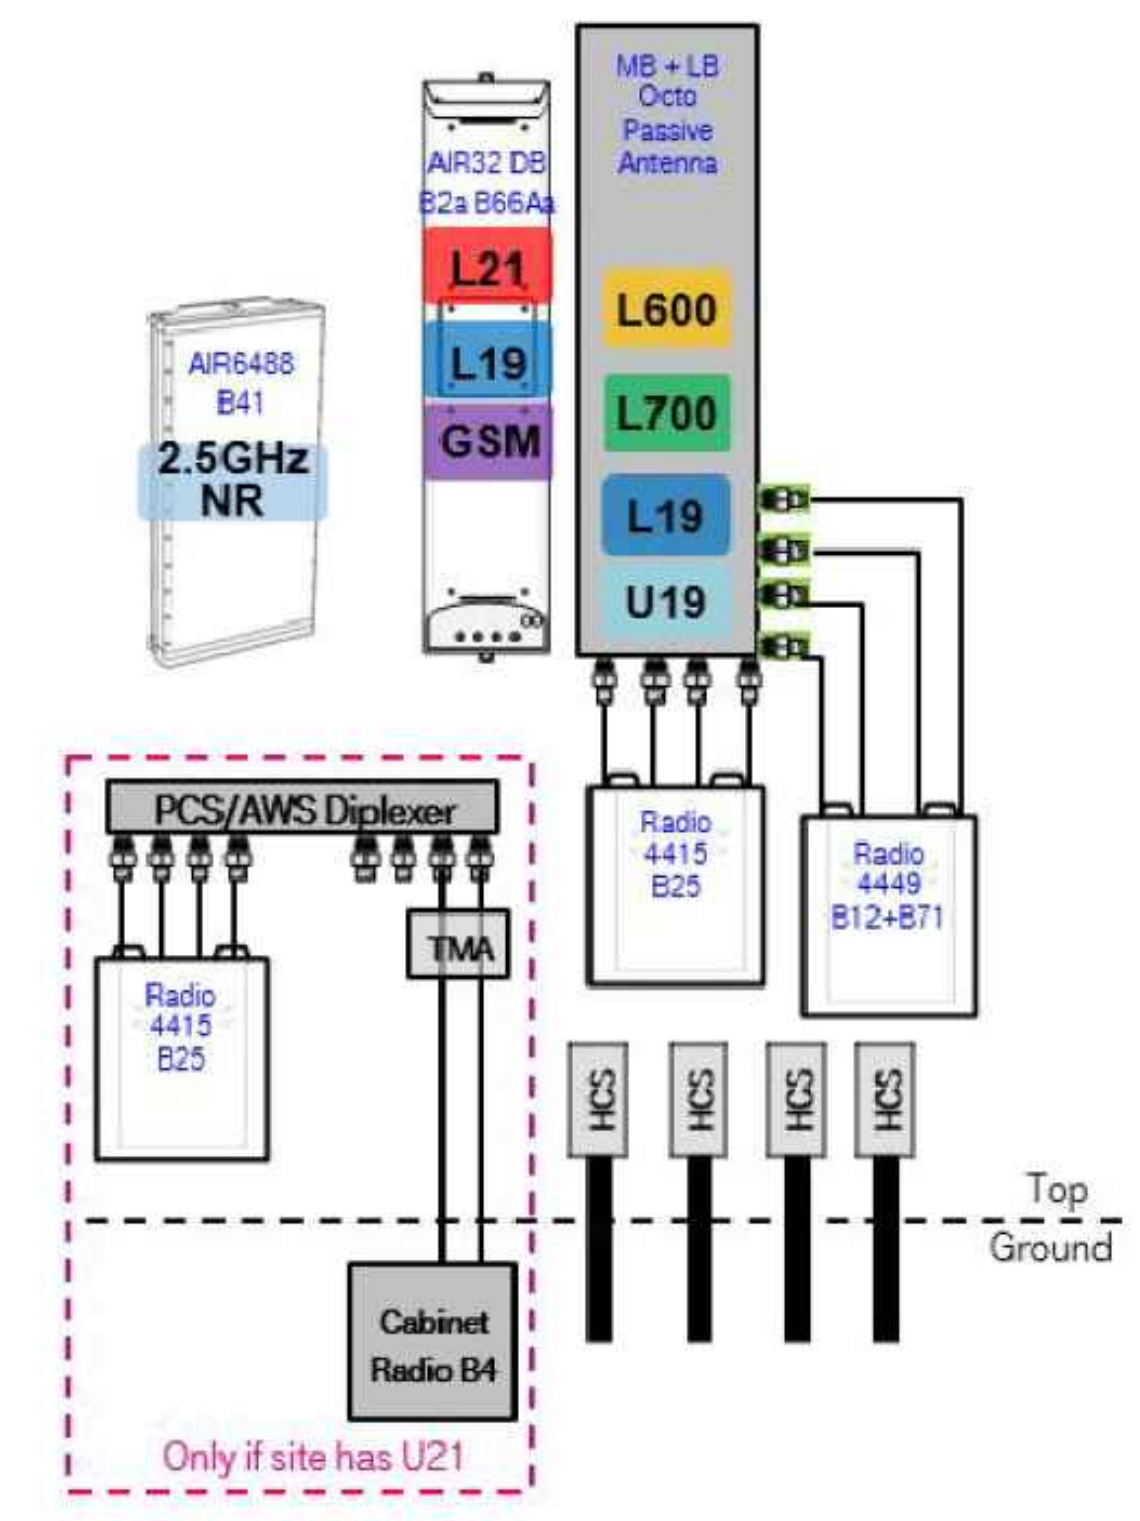 MB + LB
Octo
Passive
Antenna
AIR32 DB
B2a B66Aa
L21
L19
GSM
L600
L700
L19
U19
AIR6488
B41
2.5GHz
NR
PCS/AWS Diplexer
TMA
Radio
4415
B25
Radio
4415
B25
Radio
4449
B12+B71
HCS
HCS
HCS
HCS
Top
Ground
Cabinet
Radio B4
Only if site has U21